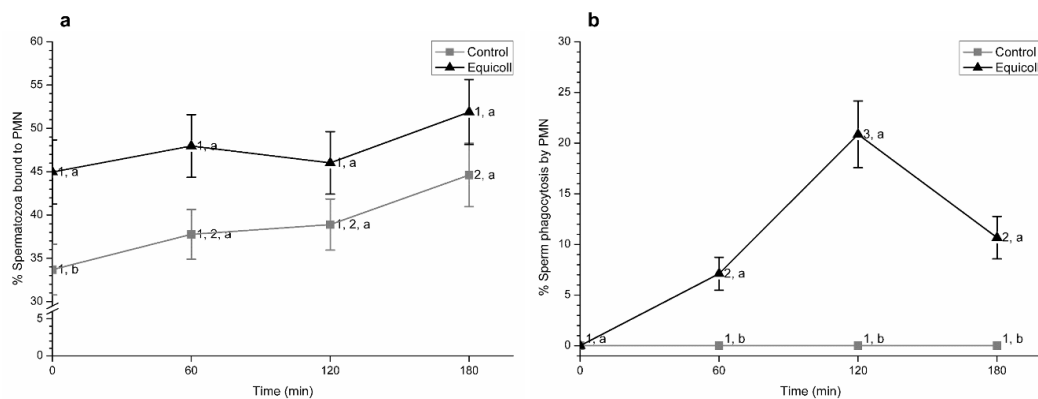 a
60
55
50
45
40
35
30
5
0
% Spermatozoa bound to PMN
Control
Equicoll
1, a
1, a
1, a
1, a
1, b
1, 2, a
1, 2, a
2, a
0
60
120
180
Time (min)
b
30
25
20
15
10
5
0
% Sperm phagocytosis by PMN
Control
Equicoll
1, a
2, a
3, a
2, a
1, b
1, b
1, b
0
60
120
180
Time (min)